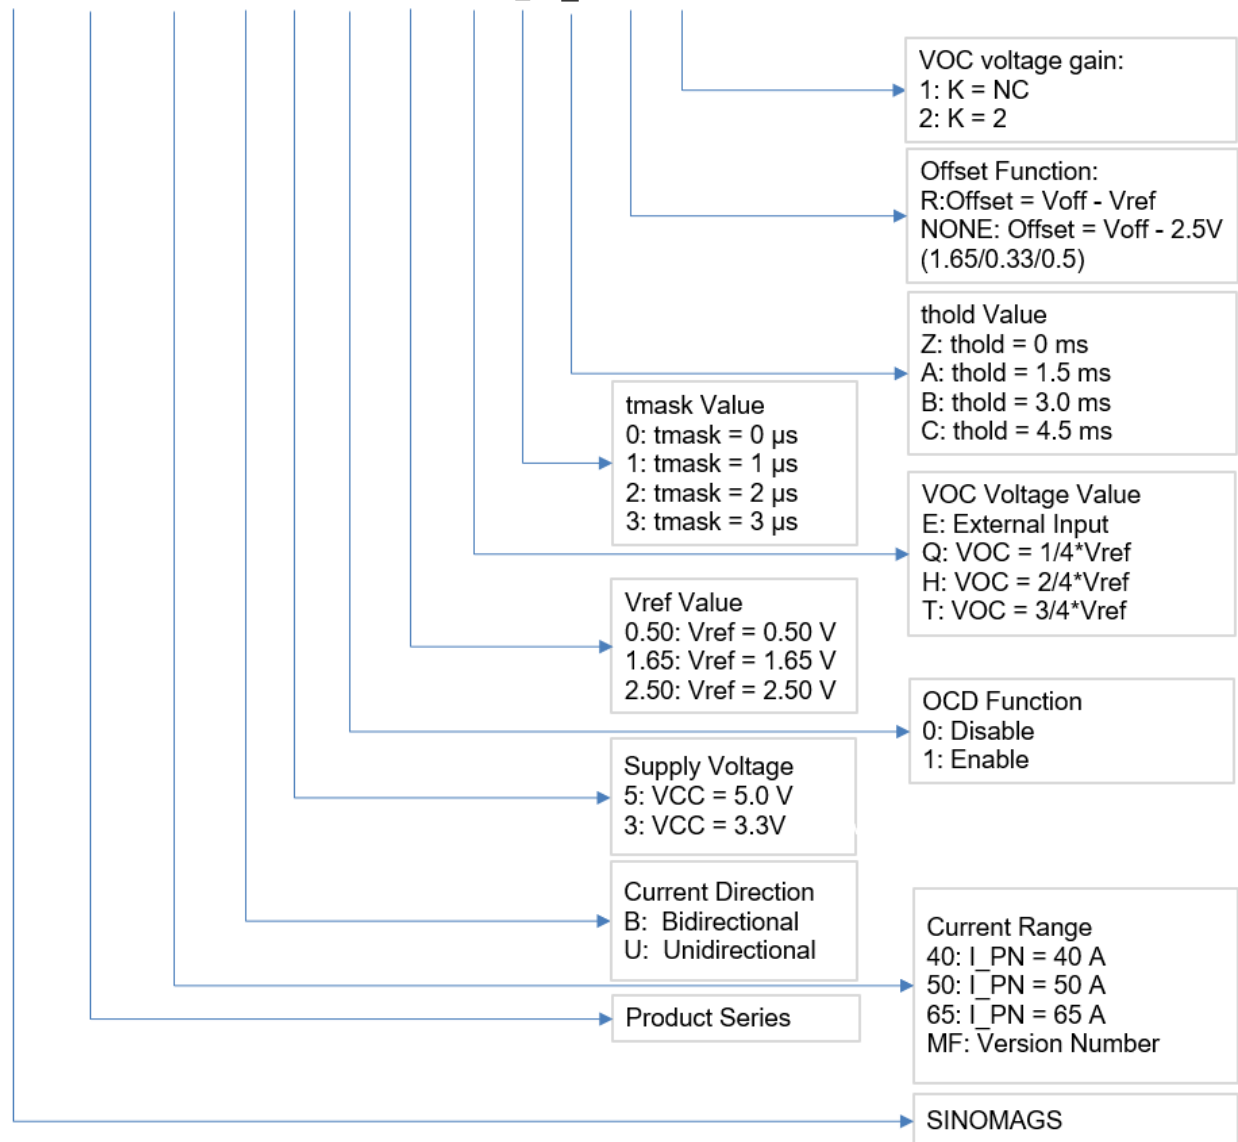 VOC voltage gain:
1: K = NC
2: K = 2
Offset Function:
R:Offset = Voff - Vref
NONE: Offset = Voff - 2.5V
(1.65/0.33/0.5)
thold Value
Z: thold = 0 ms
A: thold = 1.5 ms
B: thold = 3.0 ms
C: thold = 4.5 ms
tmask Value
0: tmask = 0 µs
1: tmask = 1 µs
2: tmask = 2 µs
3: tmask = 3 µs
VOC Voltage Value
E: External Input
Q: VOC = 1/4*Vref
H: VOC = 2/4*Vref
T: VOC = 3/4*Vref
Vref Value
0.50: Vref = 0.50 V
1.65: Vref = 1.65 V
2.50: Vref = 2.50 V
OCD Function
0: Disable
1: Enable
Supply Voltage
5: VCC = 5.0 V
3: VCC = 3.3V
Current Direction
B: Bidirectional
U: Unidirectional
Current Range
40: I_PN = 40 A
50: I_PN = 50 A
65: I_PN = 65 A
MF: Version Number
Product Series
SINOMAGS